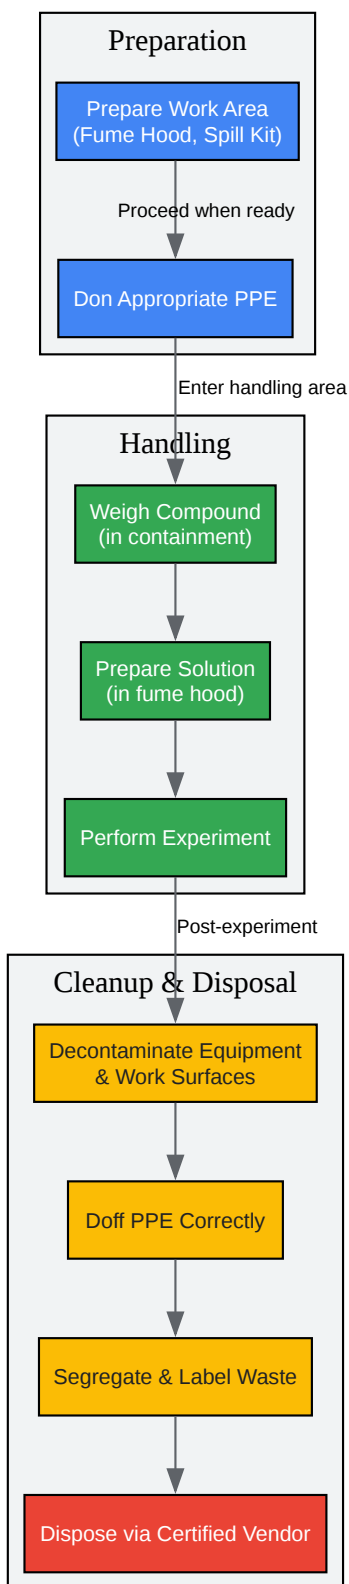 Preparation
Prepare Work Area
(Fume Hood, Spill Kit)
Proceed when ready
Don Appropriate PPE
Enter handling area
Handling
Weigh Compound
(in containment)
Prepare Solution
(in fume hood)
Perform Experiment
Post-experiment
Cleanup & Disposal
Decontaminate Equipment
& Work Surfaces
Doff PPE Correctly
Segregate & Label Waste
Dispose via Certified Vendor